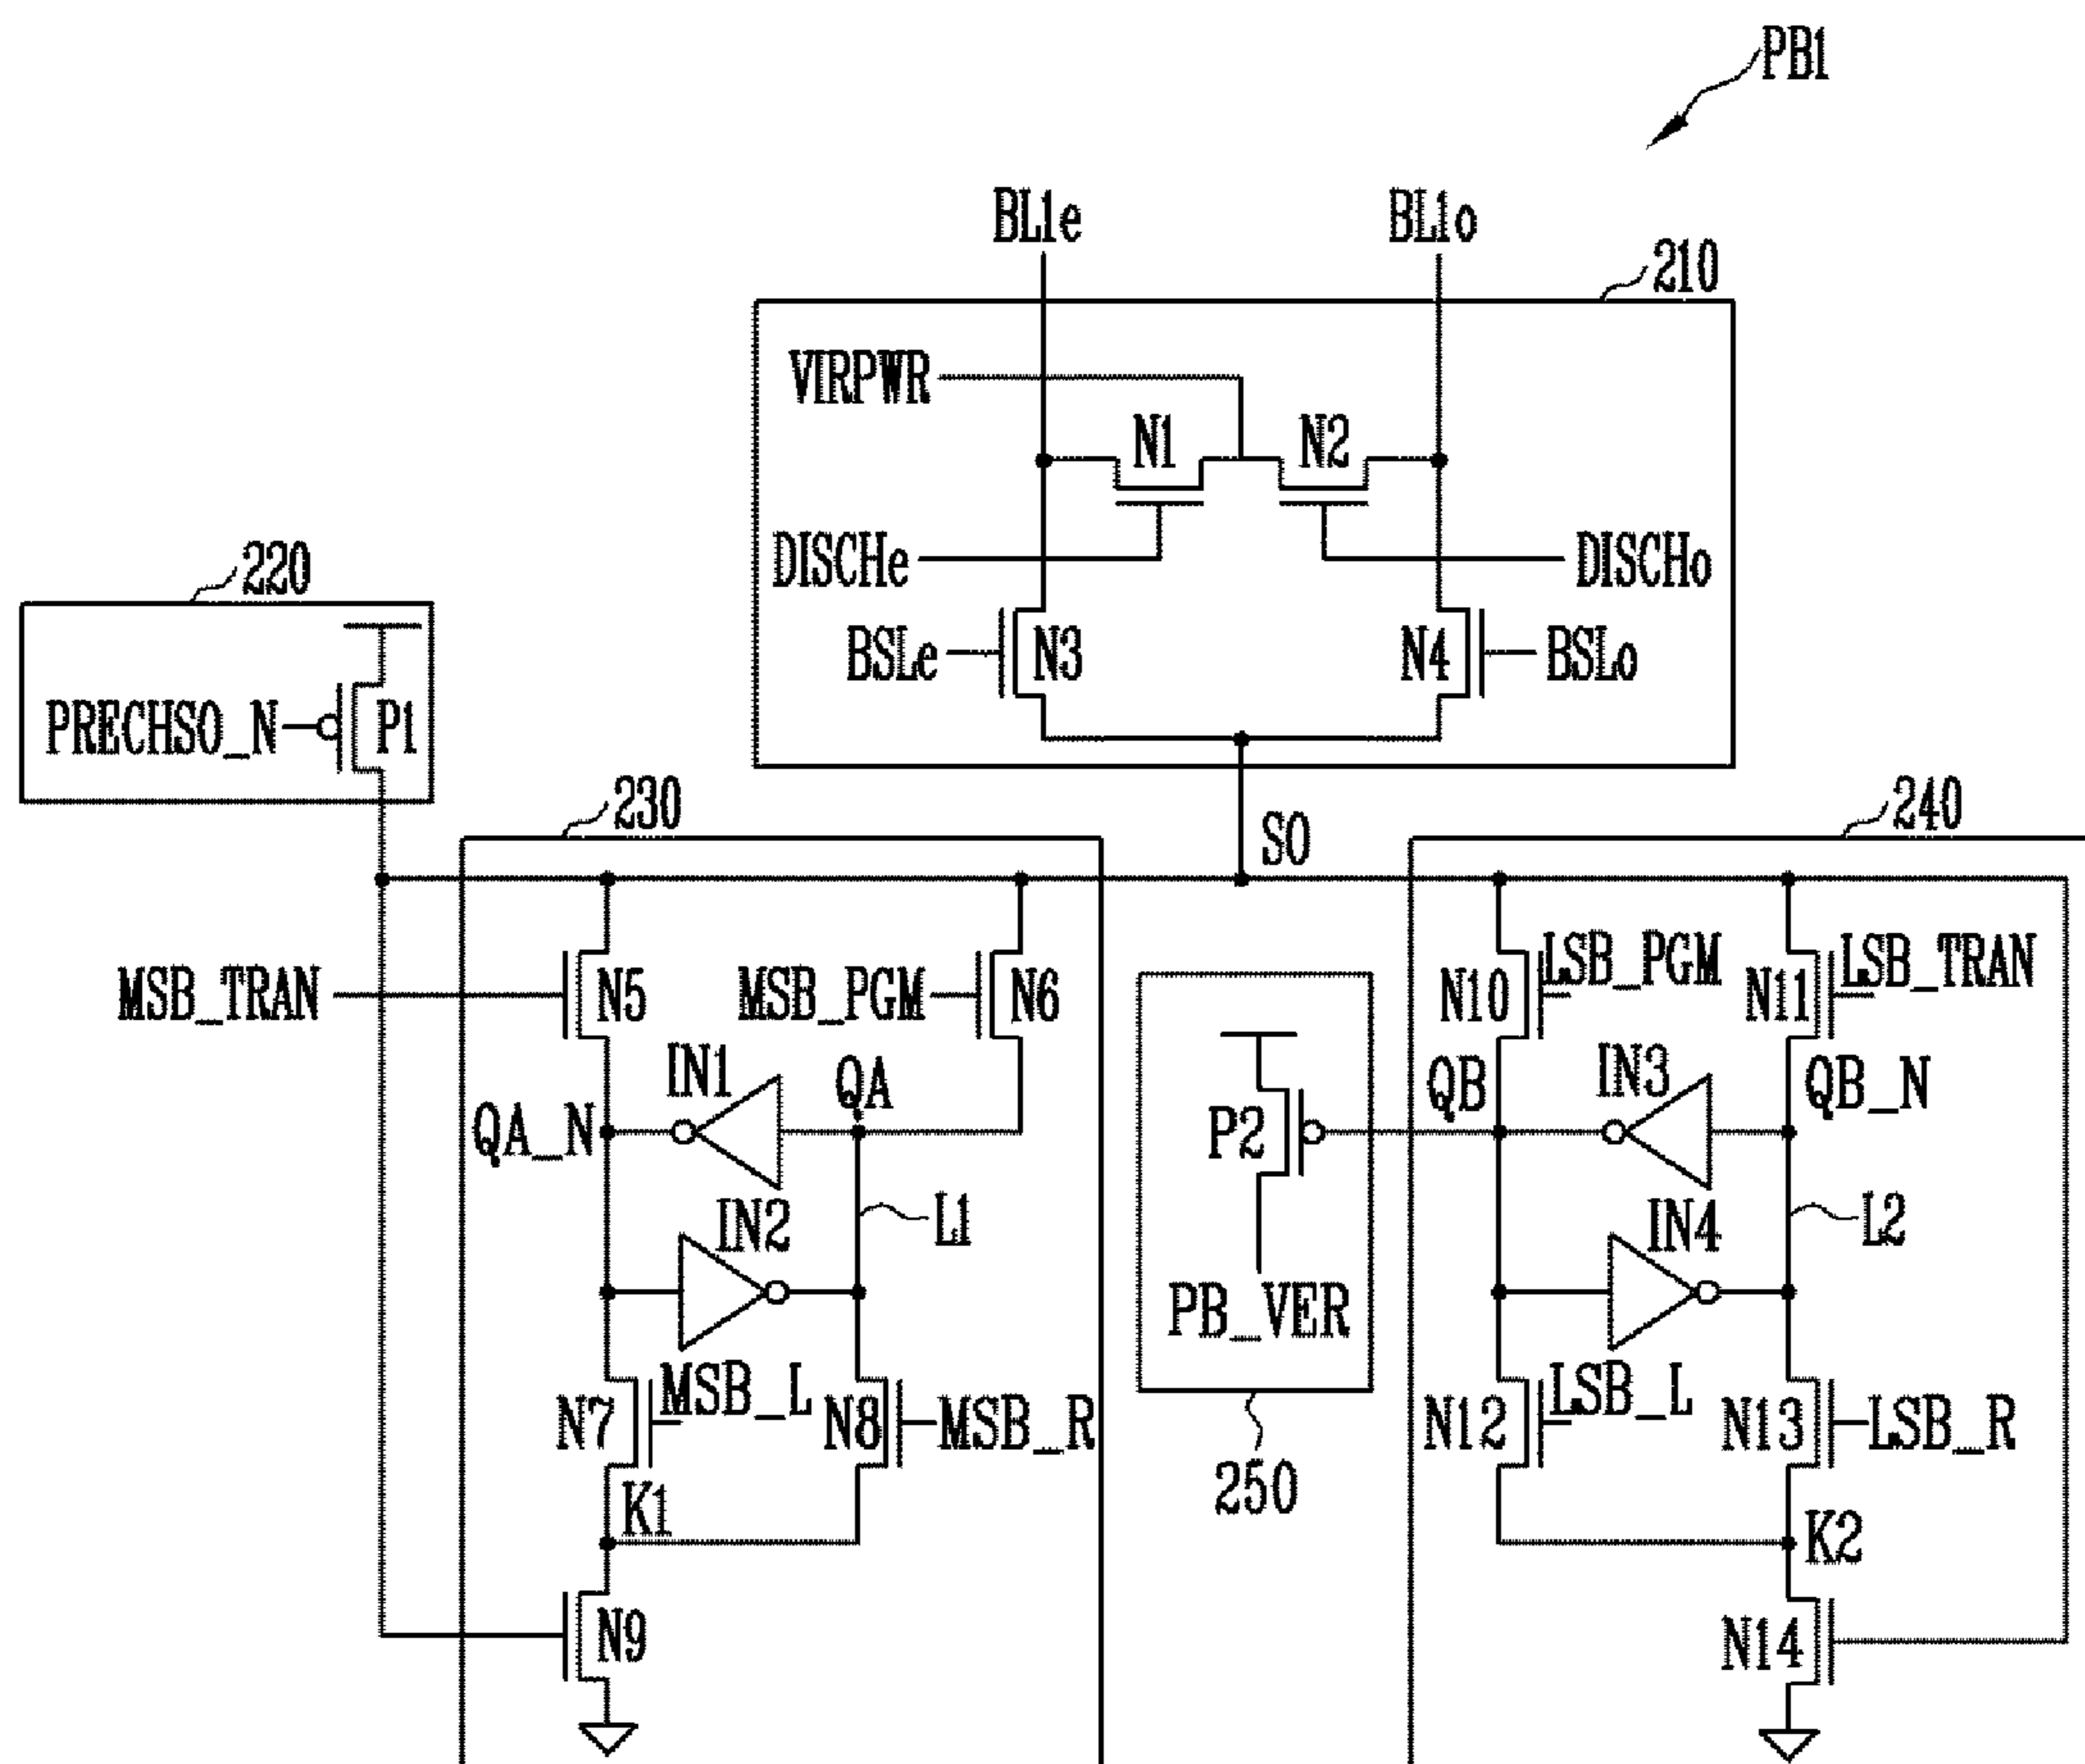 PB1
BL1e
BL1o
210
VIRPWR
N1
N2
DISCHe
DISCHo
220
BSLe
N3
N4
BSLo
PRECHSO_N
P1
230
SO
240
MSB_TRAN
N5
MSB_PGM
N6
N10
LSB_PGM
N11
LSB_TRAN
IN1
QA
QA_N
P2
QB
IN3
QB_N
IN2
L1
IN4
L2
PB_VER
N7
MSB_L
N8
MSB_R
N12
LSB_L
N13
LSB_R
250
K1
K2
N9
N14